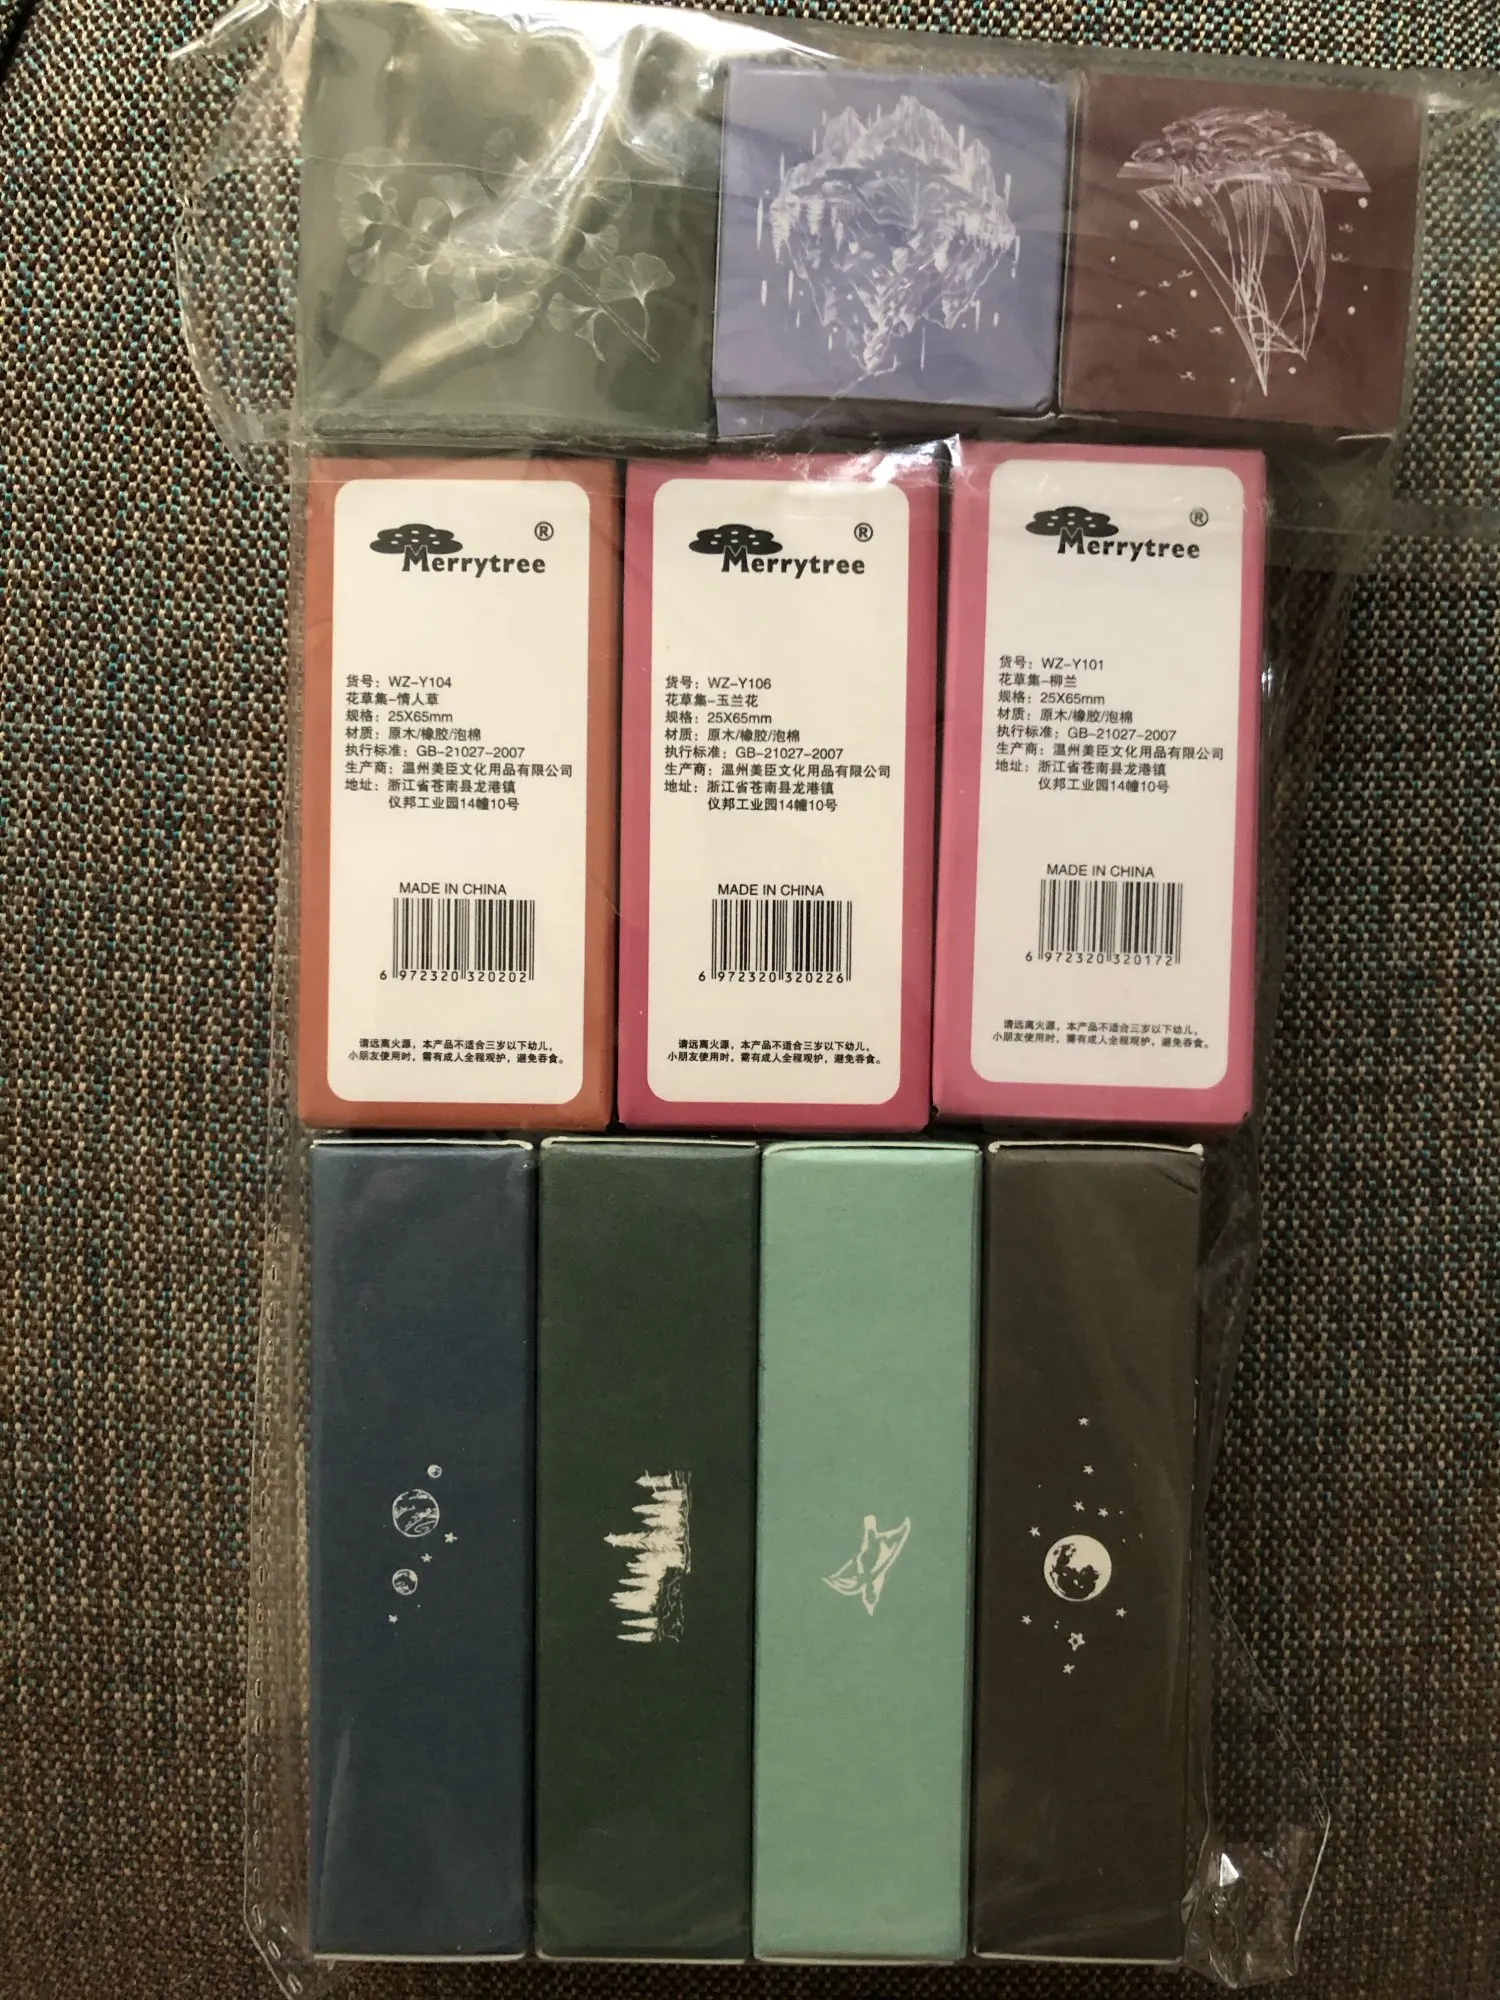 Merrytree ®
货号：WZ-Y104
花草集-情人草
规格：25X65mm
材质：原木/橡胶/泡棉
执行标准：GB-21027-2007
生产商：温州美臣文化用品有限公司
地址：浙江省苍南县龙港镇
仪邦工业园14幢10号
MADE IN CHINA
6 972320 320202
请远离火源，本产品不适合三岁以下幼儿，
小朋友使用时，需有成人全程观护，避免吞食。
Merrytree ®
货号：WZ-Y106
花草集-玉兰花
规格：25X65mm
材质：原木/橡胶/泡棉
执行标准：GB-21027-2007
生产商：温州美臣文化用品有限公司
地址：浙江省苍南县龙港镇
仪邦工业园14幢10号
MADE IN CHINA
6 972320 320226
请远离火源，本产品不适合三岁以下幼儿，
小朋友使用时，需有成人全程观护，避免吞食。
Merrytree ®
货号：WZ-Y101
花草集-柳兰
规格：25X65mm
材质：原木/橡胶/泡棉
执行标准：GB-21027-2007
生产商：温州美臣文化用品有限公司
地址：浙江省苍南县龙港镇
仪邦工业园14幢10号
MADE IN CHINA
6 972320 320172
请远离火源，本产品不适合三岁以下幼儿，
小朋友使用时，需有成人全程观护，避免吞食。